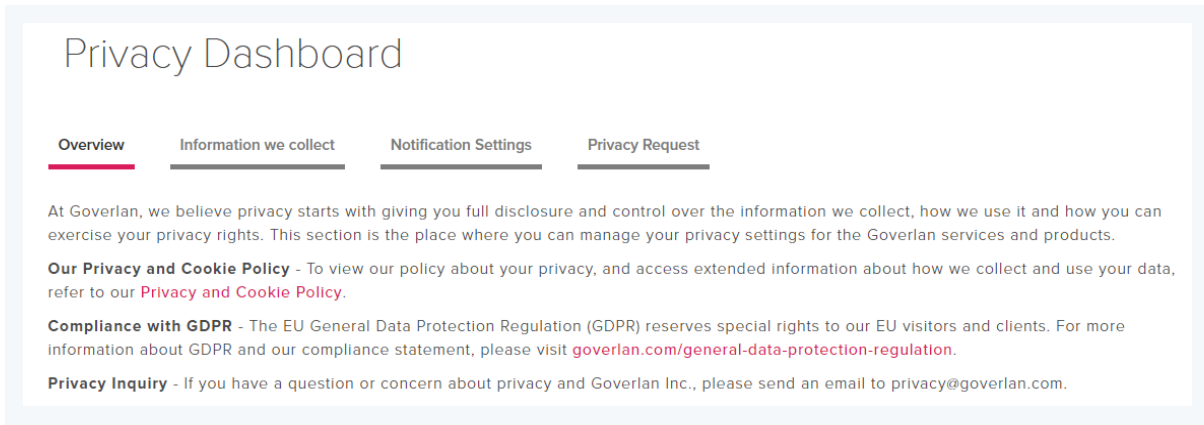 Privacy Dashboard
Overview Information we collect Notification Settings Privacy Request
At Goverlan, we believe privacy starts with giving you full disclosure and control over the information we collect, how we use it and how you can
exercise your privacy rights. This section is the place where you can manage your privacy settings for the Goverlan services and products.
Our Privacy and Cookie Policy - To view our policy about your privacy, and access extended information about how we collect and use your data,
refer to our Privacy and Cookie Policy.
Compliance with GDPR - The EU General Data Protection Regulation (GDPR) reserves special rights to our EU visitors and clients. For more
information about GDPR and our compliance statement, please visit goverlan.com/general-data-protection-regulation.
Privacy Inquiry - If you have a question or concern about privacy and Goverlan Inc., please send an email to privacy@goverlan.com.